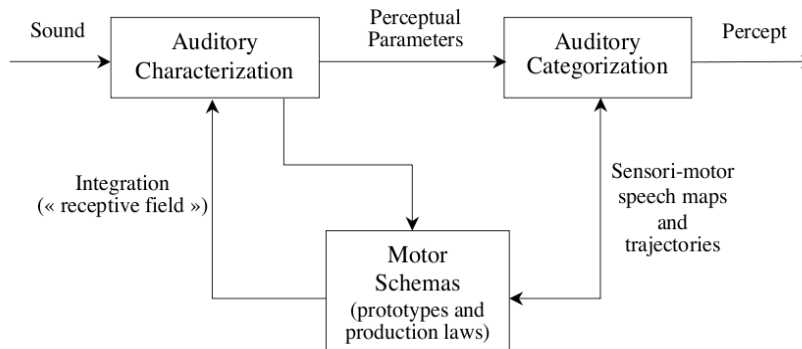 Sound
Auditory
Characterization
Perceptual
Parameters
Auditory
Categorization
Percept
Integration
(« receptive field »)
Sensori-motor
speech maps
and
trajectories
Motor
Schemas
(prototypes and
production laws)